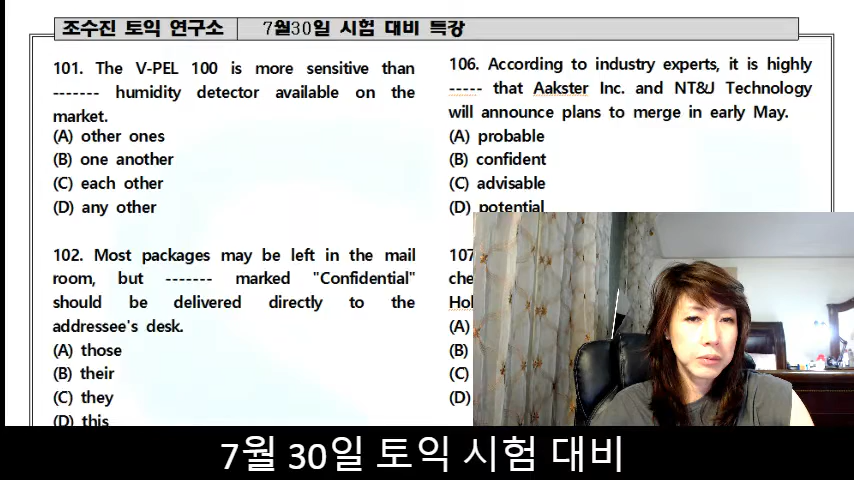 조수진 토익 연구소 7월30일 시험 대비 특강
101. The V-PEL 100 is more sensitive than
------- humidity detector available on the
market.
(A) other ones
(B) one another
(C) each other
(D) any other
102. Most packages may be left in the mail
room, but ------- marked "Confidential"
should be delivered directly to the
addressee's desk.
(A) those
(B) their
(C) they
(D) this
106. According to industry experts, it is highly
----- that Aakster Inc. and NT&J Technology
will announce plans to merge in early May.
(A) probable
(B) confident
(C) advisable
(D) potential
107
che
Hol
(A)
(B)
(C)
(D)
7월 30일 토익 시험 대비